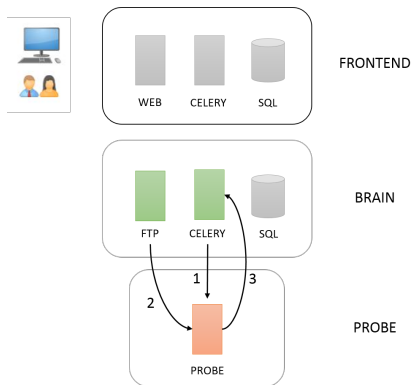 FRONTEND
WEB CELERY SQL
BRAIN
FTP CELERY SQL
1
2
3
PROBE
PROBE